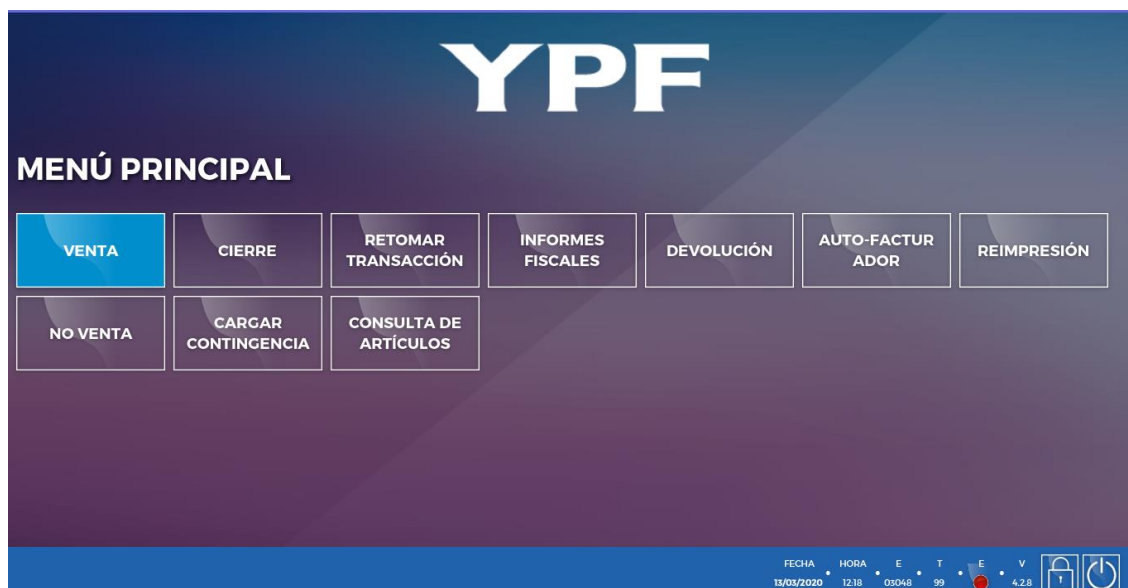 YPF
MENÚ PRINCIPAL
VENTA
CIERRE
RETOMAR
TRANSACCIÓN
INFORMES
FISCALES
DEVOLUCIÓN
AUTO-FACTUR
ADOR
REIMPRESIÓN
NO VENTA
CARGAR
CONTINGENCIA
CONSULTA DE
ARTÍCULOS
FECHA HORA E T E V
13/03/2020 12:18 03048 99 4.2.8